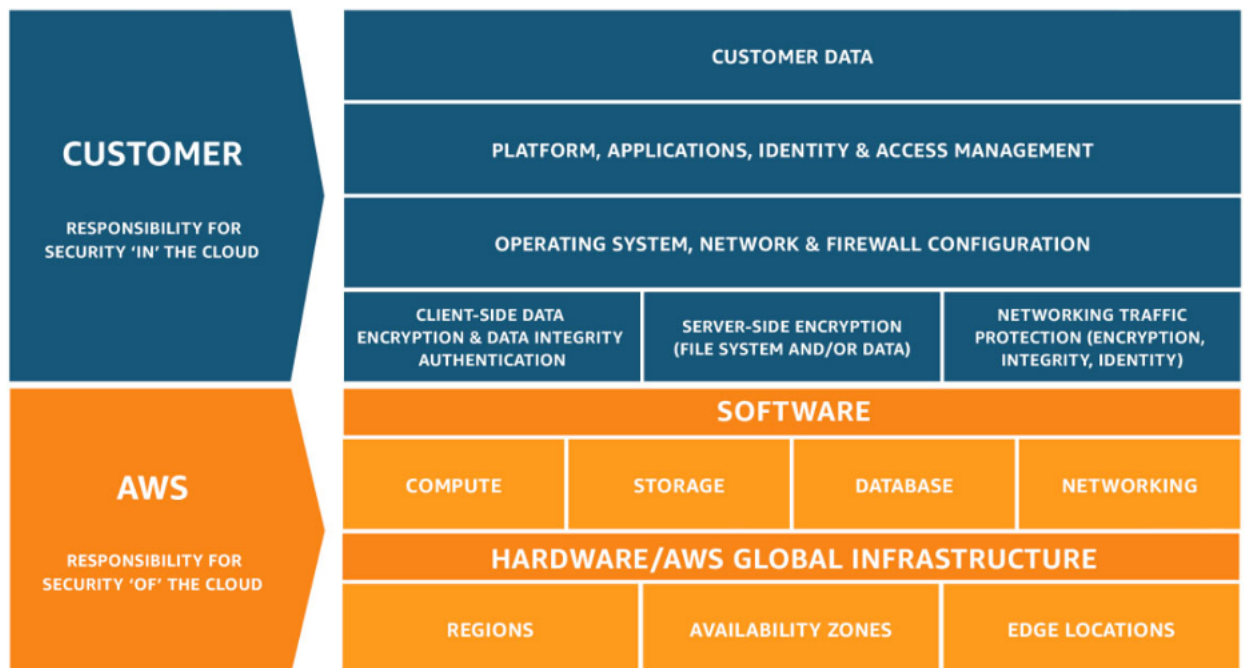 CUSTOMER DATA
CUSTOMER
PLATFORM, APPLICATIONS, IDENTITY & ACCESS MANAGEMENT
RESPONSIBILITY FOR
SECURITY ‘IN’ THE CLOUD
OPERATING SYSTEM, NETWORK & FIREWALL CONFIGURATION
CLIENT-SIDE DATA
ENCRYPTION & DATA INTEGRITY
AUTHENTICATION
SERVER-SIDE ENCRYPTION
(FILE SYSTEM AND/OR DATA)
NETWORKING TRAFFIC
PROTECTION (ENCRYPTION,
INTEGRITY, IDENTITY)
AWS
RESPONSIBILITY FOR
SECURITY ‘OF’ THE CLOUD
SOFTWARE
COMPUTE
STORAGE
DATABASE
NETWORKING
HARDWARE/AWS GLOBAL INFRASTRUCTURE
REGIONS
AVAILABILITY ZONES
EDGE LOCATIONS